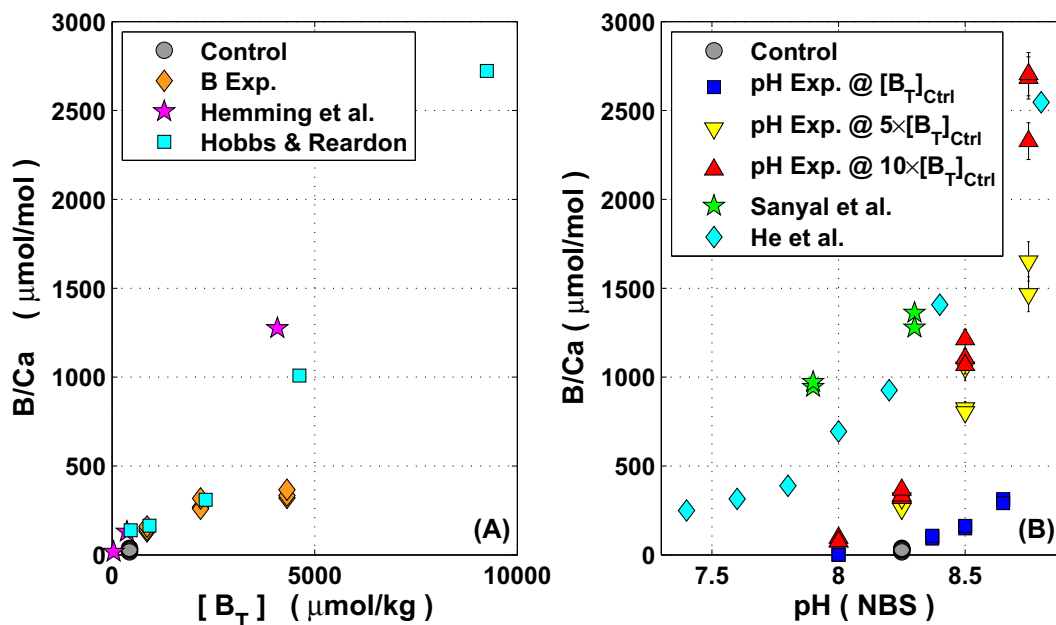 3000
2500
2000
1500
1000
500
0
B/Ca ( μmol/mol)
Control
B Exp.
Hemming et al.
Hobbs & Reardon
(A)
0 5000 10000
[ B_T ] ( μmol/kg)
3000
2500
2000
1500
1000
500
0
B/Ca ( μmol/mol)
Control
pH Exp. @ [B_T]_Ctrl
pH Exp. @ 5×[B_T]_Ctrl
pH Exp. @ 10×[B_T]_Ctrl
Sanyal et al.
He et al.
(B)
7.5 8 8.5
pH ( NBS )